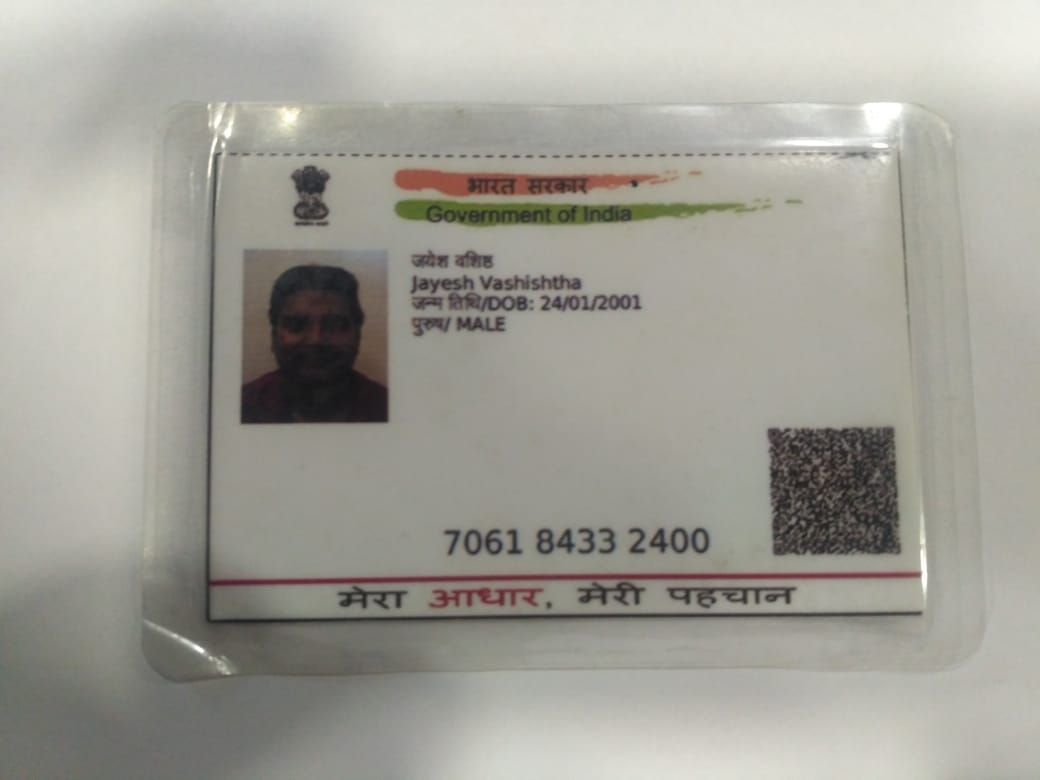 भारत सरकार
Government of India
जयेश वशिष्ठ
Jayesh Vashishtha
जन्म तिथि/DOB: 24/01/2001
पुरुष/ MALE
7061 8433 2400
मेरा आधार, मेरी पहचान